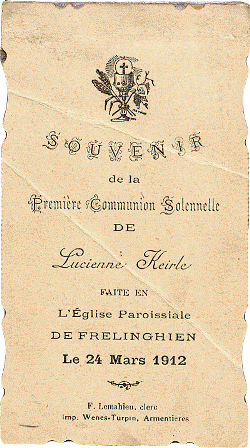 SOUVENIR
de la
Première Communion Solennelle
DE
Lucienne Keirle
FAITE EN
L'Église Paroissiale
DE FRELINGHIEN
Le 24 Mars 1912
F. Lemahieu, clerc
Imp. Wenes-Turpin, Armentières